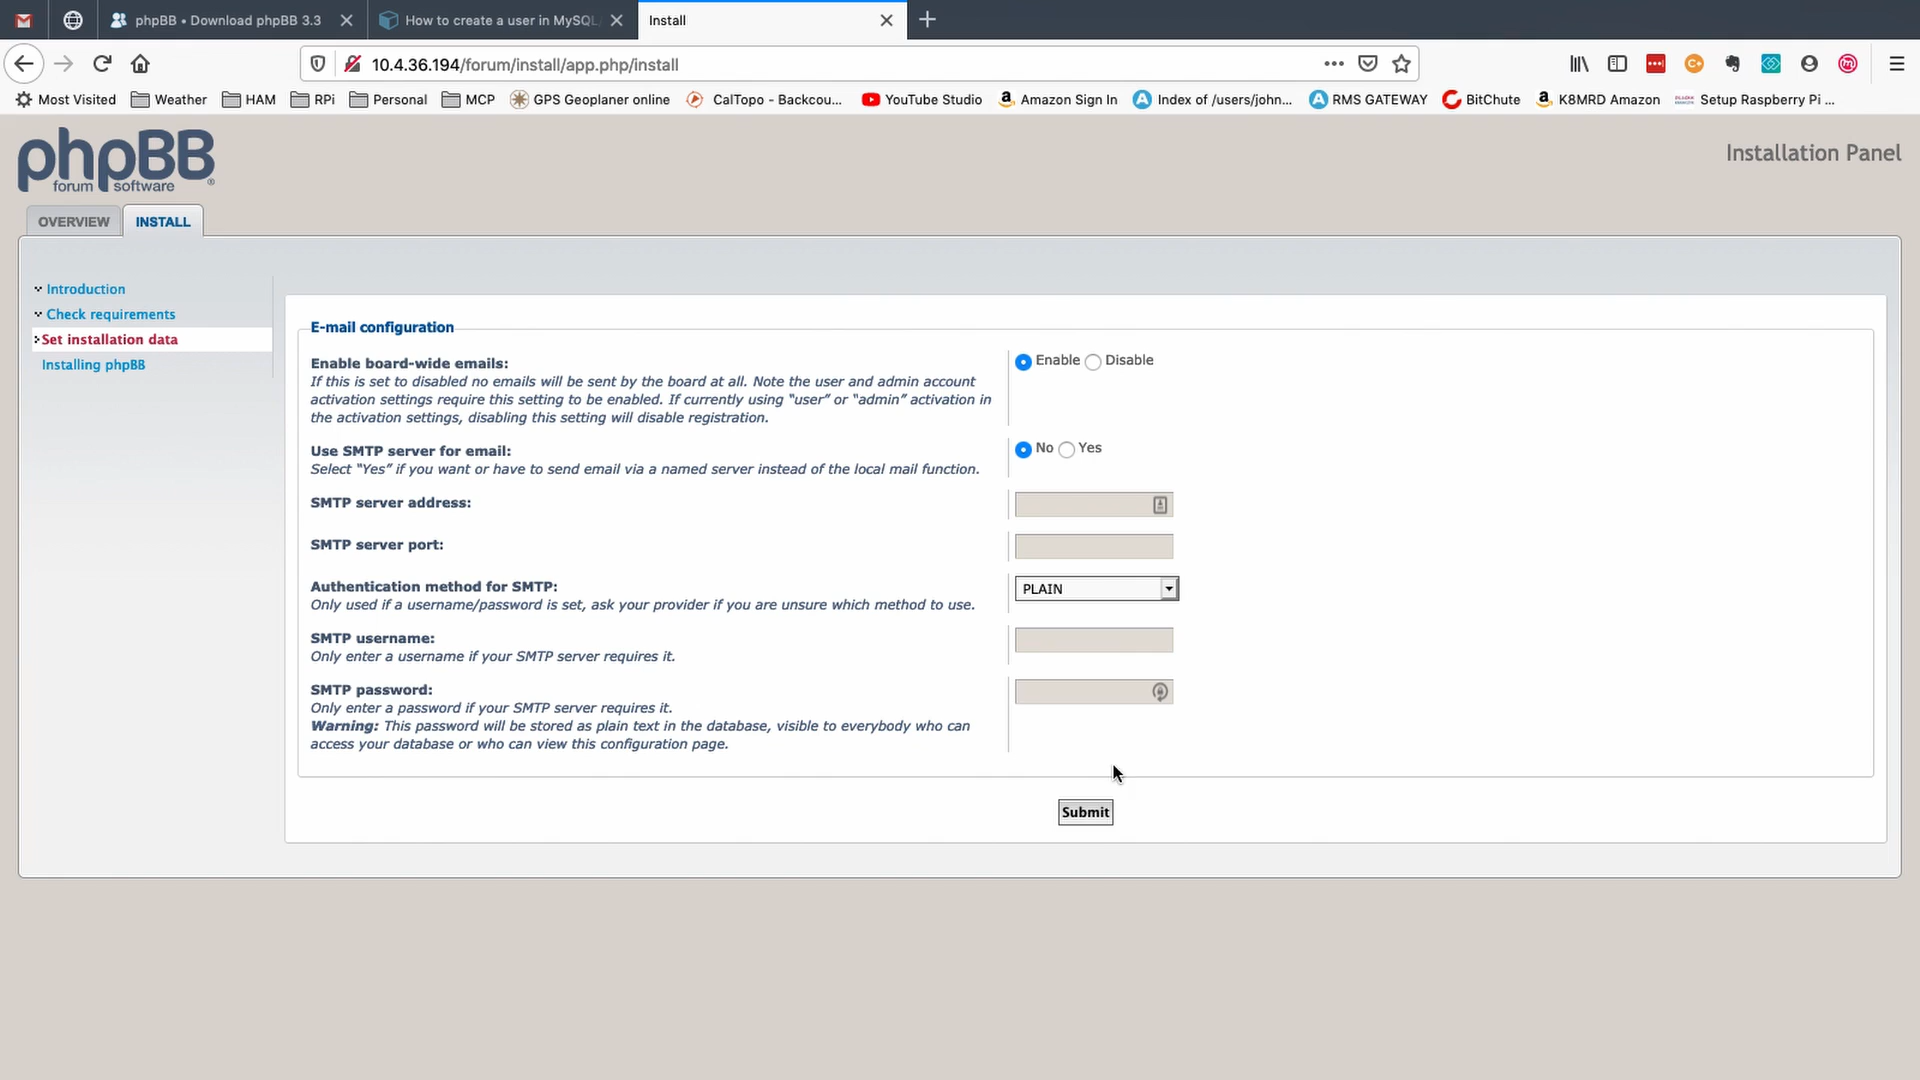 phpBB • Download phpBB 3.3
How to create a user in MySQL
Install
10.4.36.194/forum/install/app.php/install
Most Visited
Weather
HAM
RPi
Personal
MCP
GPS Geoplaner online
CalTopo - Backcou...
YouTube Studio
Amazon Sign In
Index of /users/john...
RMS GATEWAY
BitChute
K8MRD Amazon
Setup Raspberry Pi ...
phpBB
forum software
Installation Panel
OVERVIEW
INSTALL
Introduction
Check requirements
Set installation data
Installing phpBB
E-mail configuration
Enable board-wide emails:
If this is set to disabled no emails will be sent by the board at all. Note the user and admin account
activation settings require this setting to be enabled. If currently using “user” or “admin” activation in
the activation settings, disabling this setting will disable registration.
Enable Disable
Use SMTP server for email:
Select “Yes” if you want or have to send email via a named server instead of the local mail function.
No Yes
SMTP server address:
SMTP server port:
Authentication method for SMTP:
Only used if a username/password is set, ask your provider if you are unsure which method to use.
PLAIN
SMTP username:
Only enter a username if your SMTP server requires it.
SMTP password:
Only enter a password if your SMTP server requires it.
Warning: This password will be stored as plain text in the database, visible to everybody who can
access your database or who can view this configuration page.
Submit